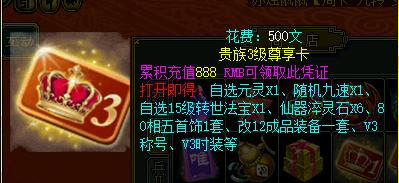 花费：500文
贵族3级尊享卡
累积充值888 RMB可领取此凭证
打开即得：自选元灵x1、随机九速x1、
自选15级转世法宝x1、仙器淬灵石x6、8
0相五首饰1套、改12成品装备一套、V3
称号、V3时装等
3
店